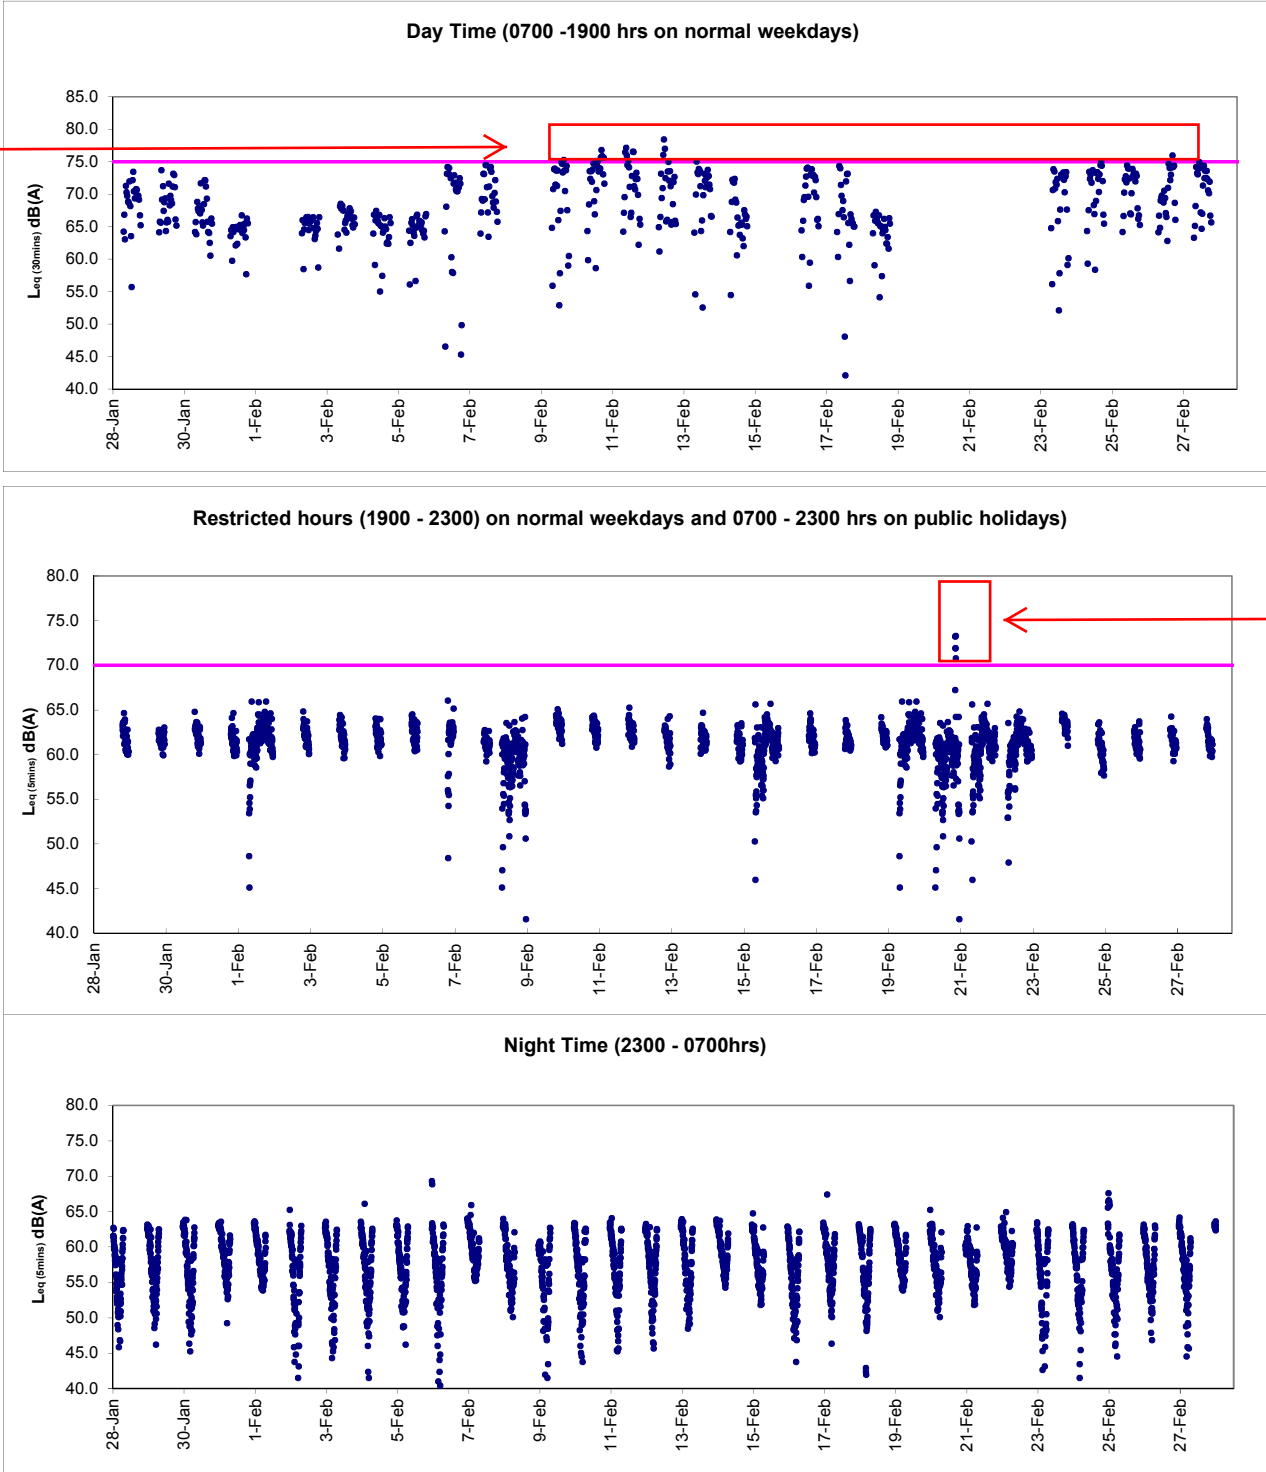 Day Time (0700 -1900 hrs on normal weekdays)
85.0
80.0
75.0
70.0
65.0
60.0
55.0
50.0
45.0
40.0
Leq (30mins) dB(A)
28-Jan
30-Jan
1-Feb
3-Feb
5-Feb
7-Feb
9-Feb
11-Feb
13-Feb
15-Feb
17-Feb
19-Feb
21-Feb
23-Feb
25-Feb
27-Feb
Restricted hours (1900 - 2300) on normal weekdays and 0700 - 2300 hrs on public holidays)
80.0
75.0
70.0
65.0
60.0
55.0
50.0
45.0
40.0
Leq (5mins) dB(A)
28-Jan
30-Jan
1-Feb
3-Feb
5-Feb
7-Feb
9-Feb
11-Feb
13-Feb
15-Feb
17-Feb
19-Feb
21-Feb
23-Feb
25-Feb
27-Feb
Night Time (2300 - 0700hrs)
80.0
75.0
70.0
65.0
60.0
55.0
50.0
45.0
40.0
Leq (5mins) dB(A)
28-Jan
30-Jan
1-Feb
3-Feb
5-Feb
7-Feb
9-Feb
11-Feb
13-Feb
15-Feb
17-Feb
19-Feb
21-Feb
23-Feb
25-Feb
27-Feb